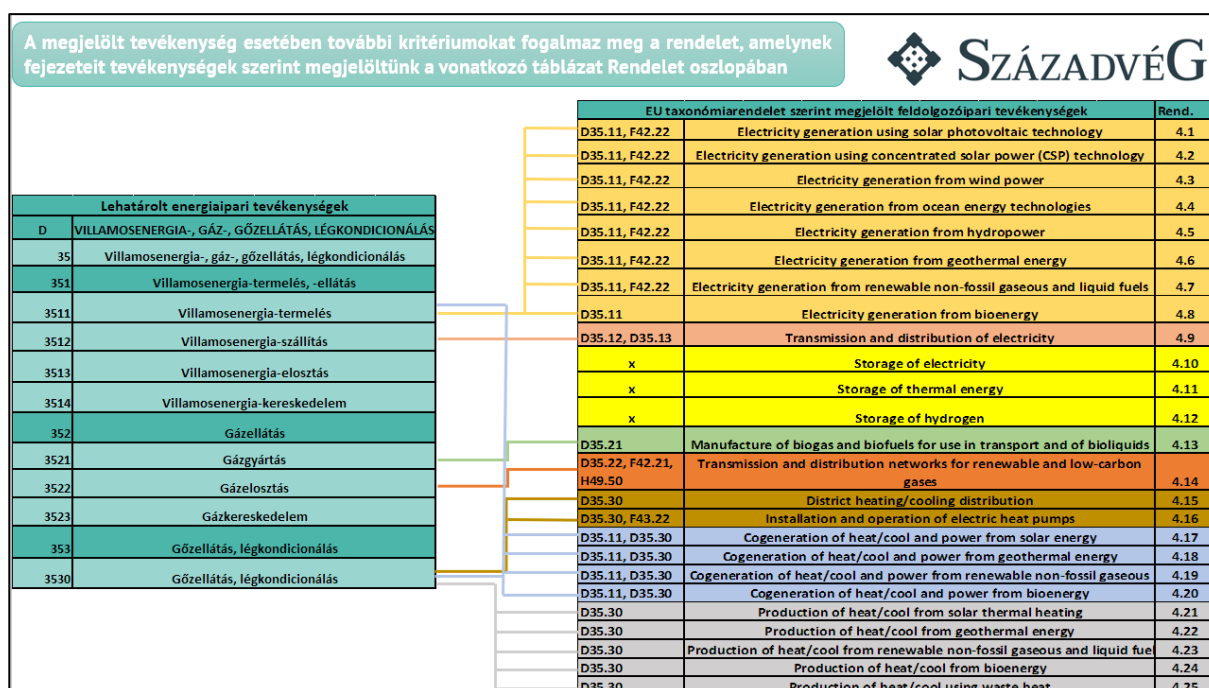 A megjelölt tevékenység esetében további kritériumokat fogalmaz meg a rendelet, amelynek
fejezeteit tevékenységek szerint megjelöltünk a vonatkozó táblázat Rendelet oszlopában
SZÁZADVÉG
Lehatárolt energiaipari tevékenységek
D VILLAMOSENERGIA-, GÁZ-, GŐZELLÁTÁS, LÉGKONDICIONÁLÁS
35 Villamosenergia-, gáz-, gőzellátás, légkondicionálás
351 Villamosenergia-termelés, -ellátás
3511 Villamosenergia-termelés
3512 Villamosenergia-szállítás
3513 Villamosenergia-elosztás
3514 Villamosenergia-kereskedelem
352 Gázellátás
3521 Gázgyártás
3522 Gázelosztás
3523 Gázkereskedelem
353 Gőzellátás, légkondicionálás
3530 Gőzellátás, légkondicionálás
EU taxonómiarendelet szerint megjelölt feldolgozóipari tevékenységek Rend.
D35.11, F42.22 Electricity generation using solar photovoltaic technology 4.1
D35.11, F42.22 Electricity generation using concentrated solar power (CSP) technology 4.2
D35.11, F42.22 Electricity generation from wind power 4.3
D35.11, F42.22 Electricity generation from ocean energy technologies 4.4
D35.11, F42.22 Electricity generation from hydropower 4.5
D35.11, F42.22 Electricity generation from geothermal energy 4.6
D35.11, F42.22 Electricity generation from renewable non-fossil gaseous and liquid fuels 4.7
D35.11 Electricity generation from bioenergy 4.8
D35.12, D35.13 Transmission and distribution of electricity 4.9
x Storage of electricity 4.10
x Storage of thermal energy 4.11
x Storage of hydrogen 4.12
D35.21 Manufacture of biogas and biofuels for use in transport and of bioliquids 4.13
D35.22, F42.21, Transmission and distribution networks for renewable and low-carbon
H49.50 gases 4.14
D35.30 District heating/cooling distribution 4.15
D35.30, F43.22 Installation and operation of electric heat pumps 4.16
D35.11, D35.30 Cogeneration of heat/cool and power from solar energy 4.17
D35.11, D35.30 Cogeneration of heat/cool and power from geothermal energy 4.18
D35.11, D35.30 Cogeneration of heat/cool and power from renewable non-fossil gaseous 4.19
D35.11, D35.30 Cogeneration of heat/cool and power from bioenergy 4.20
D35.30 Production of heat/cool from solar thermal heating 4.21
D35.30 Production of heat/cool from geothermal energy 4.22
D35.30 Production of heat/cool from renewable non-fossil gaseous and liquid fuel 4.23
D35.30 Production of heat/cool from bioenergy 4.24
D35.30 Production of heat/cool using waste heat 4.25